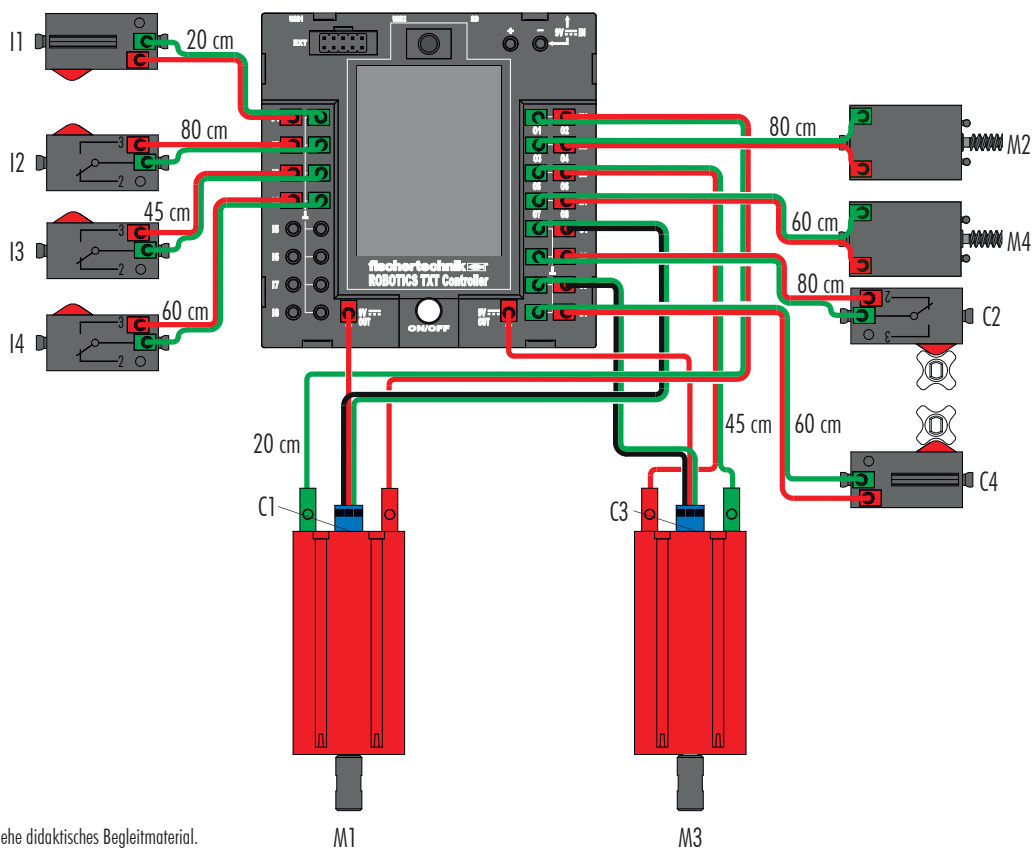 USB1
USB2
SD
EXT
+
−
9V
IN
I1
20 cm
I2
80 cm
3
2
I3
45 cm
3
2
I4
60 cm
3
2
I5
I6
I7
I8
O1
O2
O3
O4
O5
O6
O7
O8
fischertechnik
ROBOTICS TXT Controller
9V
OUT
ON/OFF
9V
OUT
80 cm
M2
60 cm
M4
80 cm
2
3
C2
45 cm
60 cm
C4
20 cm
C1
C3
M1
M3
ehe didaktisches Begleitmaterial.